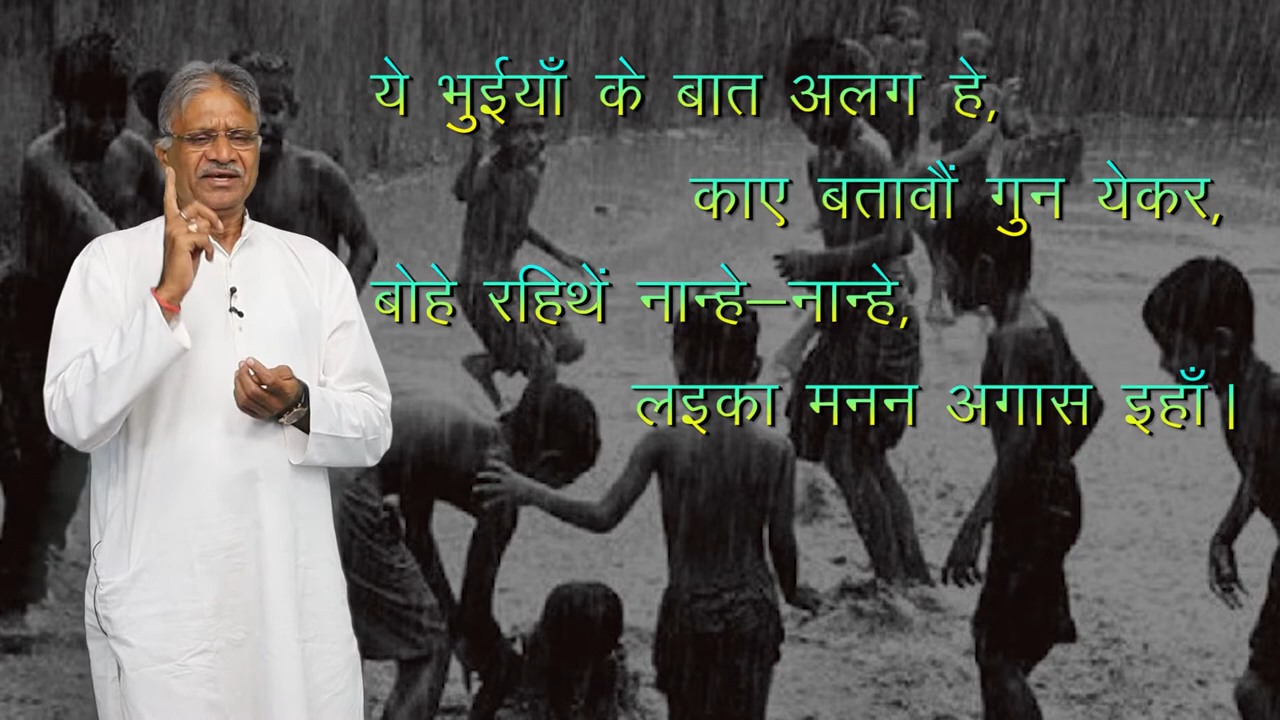 ये भुईयाँ के बात अलग हे,
काए बतावौं गुन येकर,
बोहे रहिथें नान्हे–नान्हे,
लइका मनन अगास इहाँ।